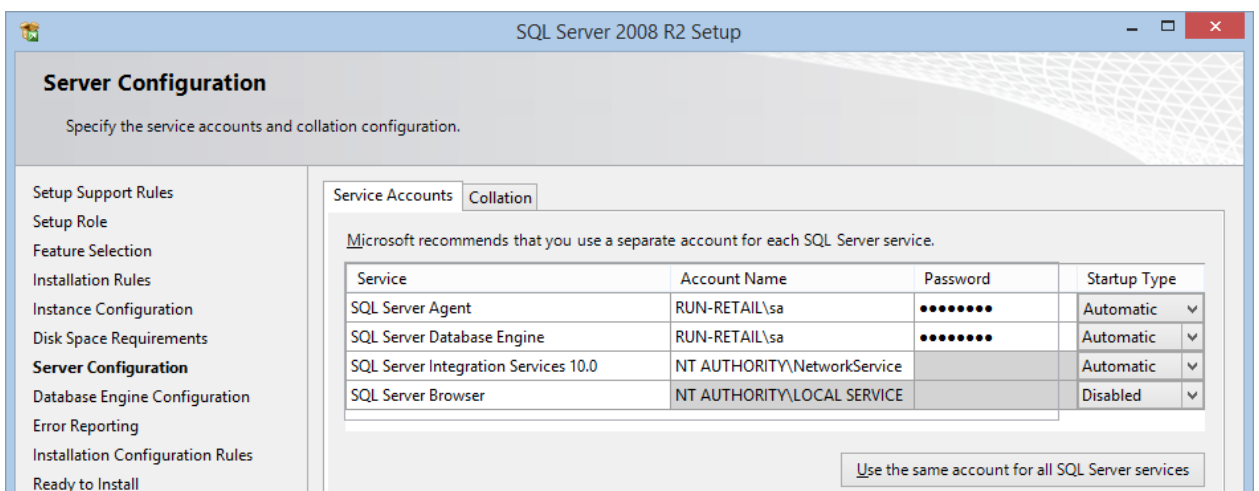 SQL Server 2008 R2 Setup
Server Configuration
Specify the service accounts and collation configuration.
Setup Support Rules
Setup Role
Feature Selection
Installation Rules
Instance Configuration
Disk Space Requirements
Server Configuration
Database Engine Configuration
Error Reporting
Installation Configuration Rules
Ready to Install
Service Accounts Collation
Microsoft recommends that you use a separate account for each SQL Server service.
Service Account Name Password Startup Type
SQL Server Agent RUN-RETAIL\sa ●●●●●●●● Automatic
SQL Server Database Engine RUN-RETAIL\sa ●●●●●●●● Automatic
SQL Server Integration Services 10.0 NT AUTHORITY\NetworkService Automatic
SQL Server Browser NT AUTHORITY\LOCAL SERVICE Disabled
Use the same account for all SQL Server services